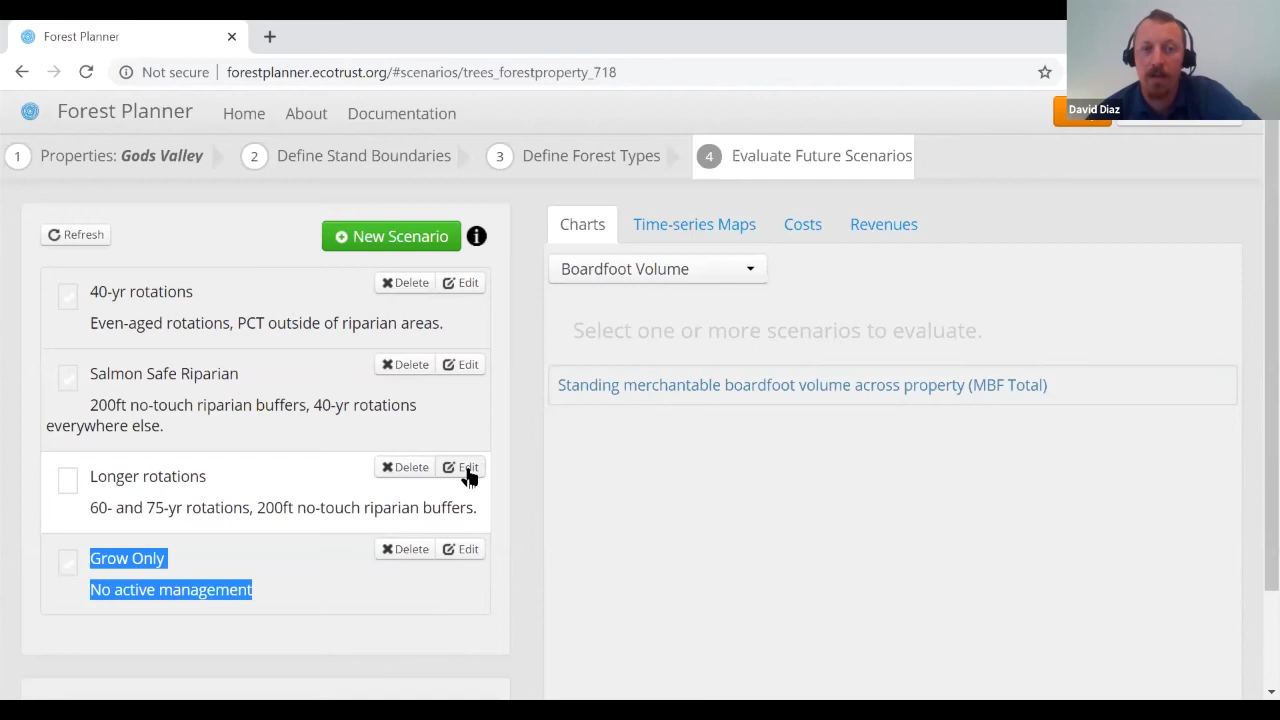 Forest Planner
Not secure
forestplanner.ecotrust.org/#scenarios/trees_forestproperty_718
David Diaz
Forest Planner
Home
About
Documentation
1 Properties: Gods Valley
2 Define Stand Boundaries
3 Define Forest Types
4 Evaluate Future Scenarios
Refresh
New Scenario
40-yr rotations
Delete
Edit
Even-aged rotations, PCT outside of riparian areas.
Salmon Safe Riparian
Delete
Edit
200ft no-touch riparian buffers, 40-yr rotations
everywhere else.
Longer rotations
Delete
Edit
60- and 75-yr rotations, 200ft no-touch riparian buffers.
Grow Only
Delete
Edit
No active management
Charts
Time-series Maps
Costs
Revenues
Boardfoot Volume
Select one or more scenarios to evaluate.
Standing merchantable boardfoot volume across property (MBF Total)